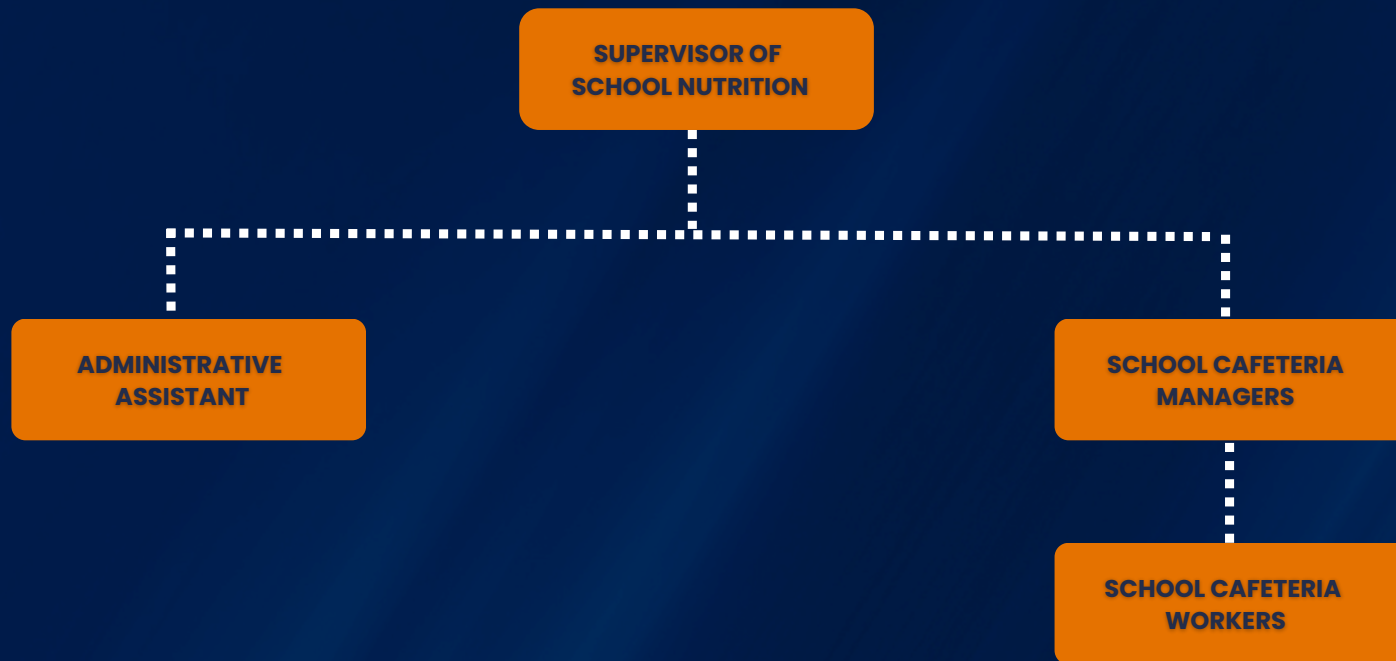 SUPERVISOR OF
SCHOOL NUTRITION
ADMINISTRATIVE
ASSISTANT
SCHOOL CAFETERIA
MANAGERS
SCHOOL CAFETERIA
WORKERS